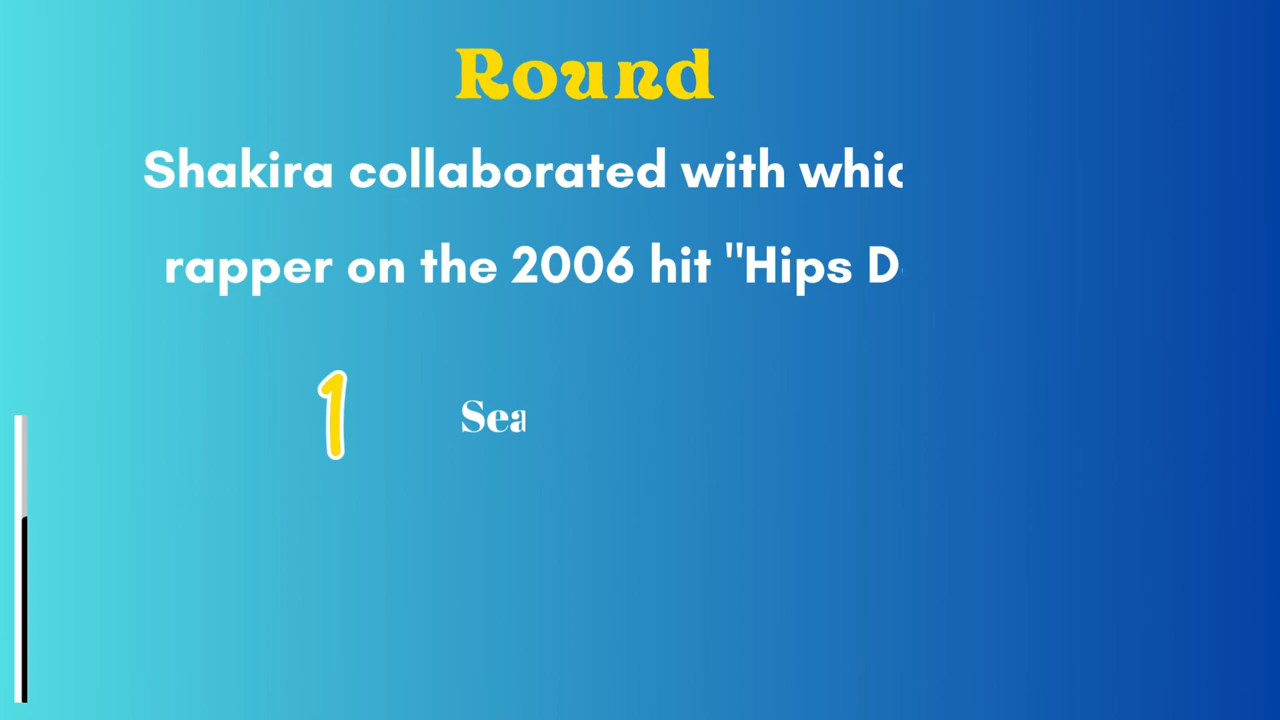 Round
Shakira collaborated with whic
rapper on the 2006 hit "Hips D
1 Sea